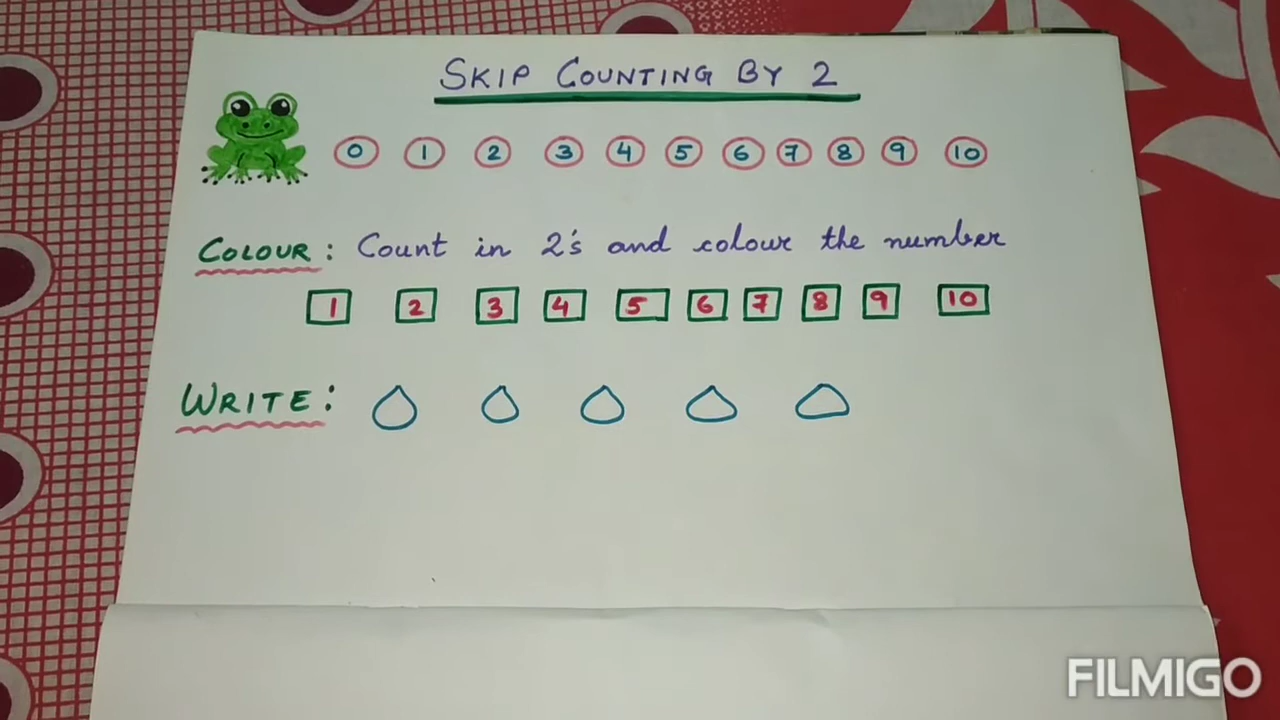 SKIP COUNTING BY 2
0 1 2 3 4 5 6 7 8 9 10
COLOUR: Count in 2's and colour the number
1 2 3 4 5 6 7 8 9 10
WRITE:
FILMIGO